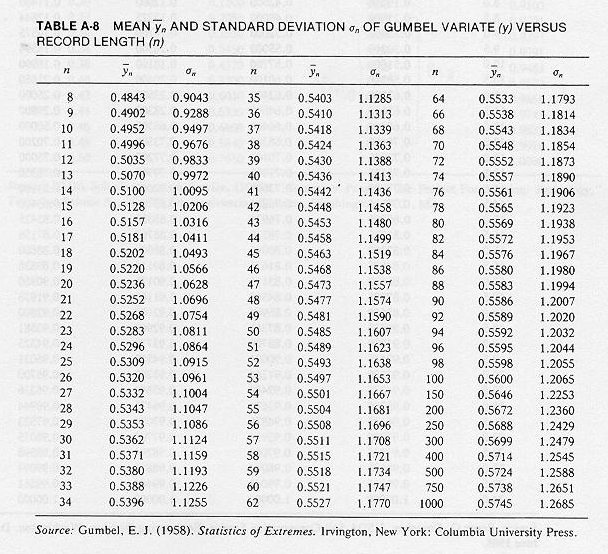 TABLE A-8 MEAN y̅ₙ AND STANDARD DEVIATION σₙ OF GUMBEL VARIATE (y) VERSUS
RECORD LENGTH (n)
n y̅ₙ σₙ n y̅ₙ σₙ n y̅ₙ σₙ
8 0.4843 0.9043 35 0.5403 1.1285 64 0.5533 1.1793
9 0.4902 0.9288 36 0.5410 1.1313 66 0.5538 1.1814
10 0.4952 0.9497 37 0.5418 1.1339 68 0.5543 1.1834
11 0.4996 0.9676 38 0.5424 1.1363 70 0.5548 1.1854
12 0.5035 0.9833 39 0.5430 1.1388 72 0.5552 1.1873
13 0.5070 0.9972 40 0.5436 1.1413 74 0.5557 1.1890
14 0.5100 1.0095 41 0.5442 1.1436 76 0.5561 1.1906
15 0.5128 1.0206 42 0.5448 1.1458 78 0.5565 1.1923
16 0.5157 1.0316 43 0.5453 1.1480 80 0.5569 1.1938
17 0.5181 1.0411 44 0.5458 1.1499 82 0.5572 1.1953
18 0.5202 1.0493 45 0.5463 1.1519 84 0.5576 1.1967
19 0.5220 1.0566 46 0.5468 1.1538 86 0.5580 1.1980
20 0.5236 1.0628 47 0.5473 1.1557 88 0.5583 1.1994
21 0.5252 1.0696 48 0.5477 1.1574 90 0.5586 1.2007
22 0.5268 1.0754 49 0.5481 1.1590 92 0.5589 1.2020
23 0.5283 1.0811 50 0.5485 1.1607 94 0.5592 1.2032
24 0.5296 1.0864 51 0.5489 1.1623 96 0.5595 1.2044
25 0.5309 1.0915 52 0.5493 1.1638 98 0.5598 1.2055
26 0.5320 1.0961 53 0.5497 1.1653 100 0.5600 1.2065
27 0.5332 1.1004 54 0.5501 1.1667 150 0.5646 1.2253
28 0.5343 1.1047 55 0.5504 1.1681 200 0.5672 1.2360
29 0.5353 1.1086 56 0.5508 1.1696 250 0.5688 1.2429
30 0.5362 1.1124 57 0.5511 1.1708 300 0.5699 1.2479
31 0.5371 1.1159 58 0.5515 1.1721 400 0.5714 1.2545
32 0.5380 1.1193 59 0.5518 1.1734 500 0.5724 1.2588
33 0.5388 1.1226 60 0.5521 1.1747 750 0.5738 1.2651
34 0.5396 1.1255 62 0.5527 1.1770 1000 0.5745 1.2685
Source: Gumbel, E. J. (1958). Statistics of Extremes. Irvington, New York: Columbia University Press.